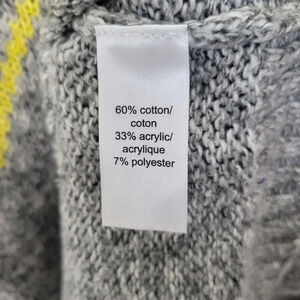 60% cotton/
coton
33% acrylic/
acrylique
7% polyester